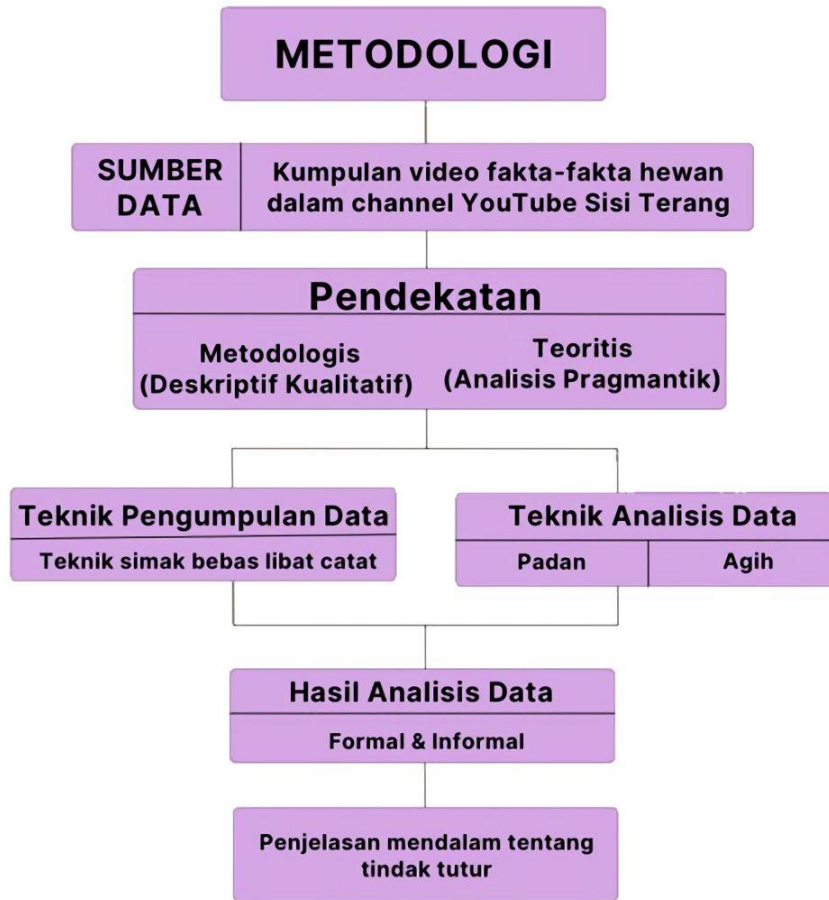 METODOLOGI
SUMBER
DATA
Kumpulan video fakta-fakta hewan
dalam channel YouTube Sisi Terang
Pendekatan
Metodologis
(Deskriptif Kualitatif)
Teoritis
(Analisis Pragmantik)
Teknik Pengumpulan Data
Teknik simak bebas libat catat
Teknik Analisis Data
Padan
Agih
Hasil Analisis Data
Formal & Informal
Penjelasan mendalam tentang
tindak tutur